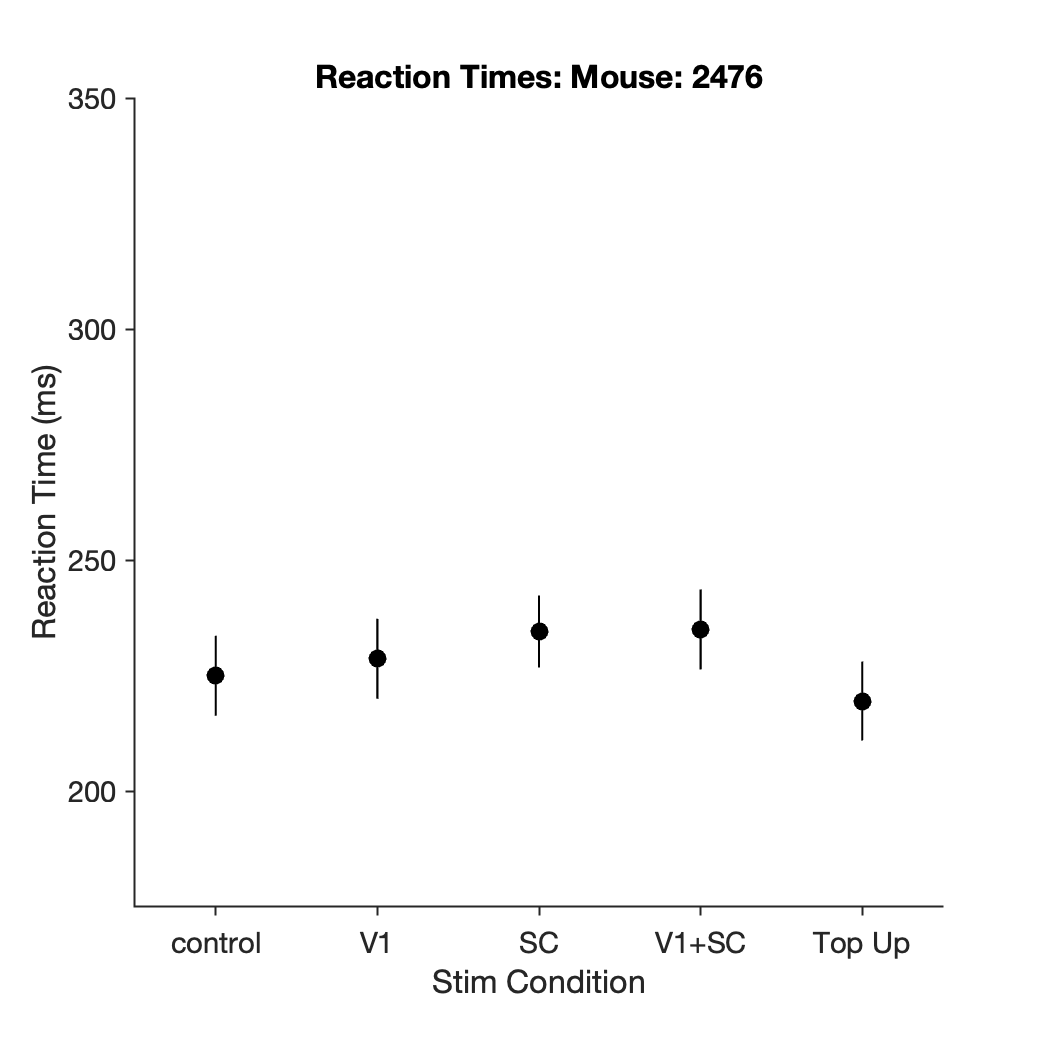 Reaction Times: Mouse: 2476
350
300
250
200
Reaction Time (ms)
control
V1
SC
V1+SC
Top Up
Stim Condition